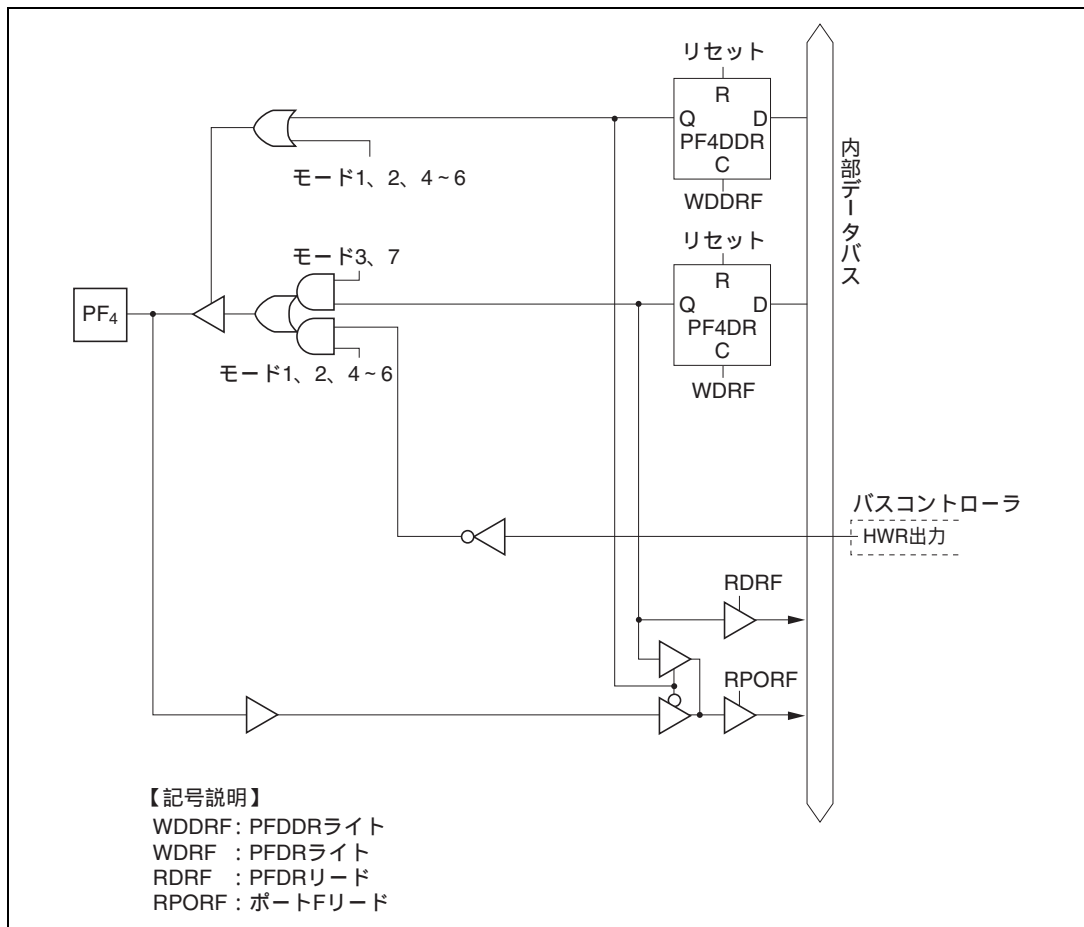 リセット
R
Q D
PF4DDR
C
WDDRF
モード1、2、4~6
内部データバス
リセット
R
Q D
PF4DR
C
WDRF
モード3、7
PF4
モード1、2、4~6
バスコントローラ
HWR出力
RDRF
RPORF
【記号説明】
WDDRF : PFDDRライト
WDRF : PFDRライト
RDRF : PFDRリード
RPORF : ポートFリード